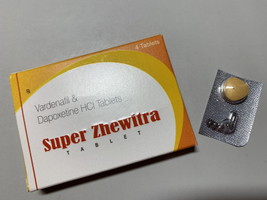 4 Tablets
Vardenafil &
Dapoxetine HCl Tablets
Super Zhewitra
TABLET